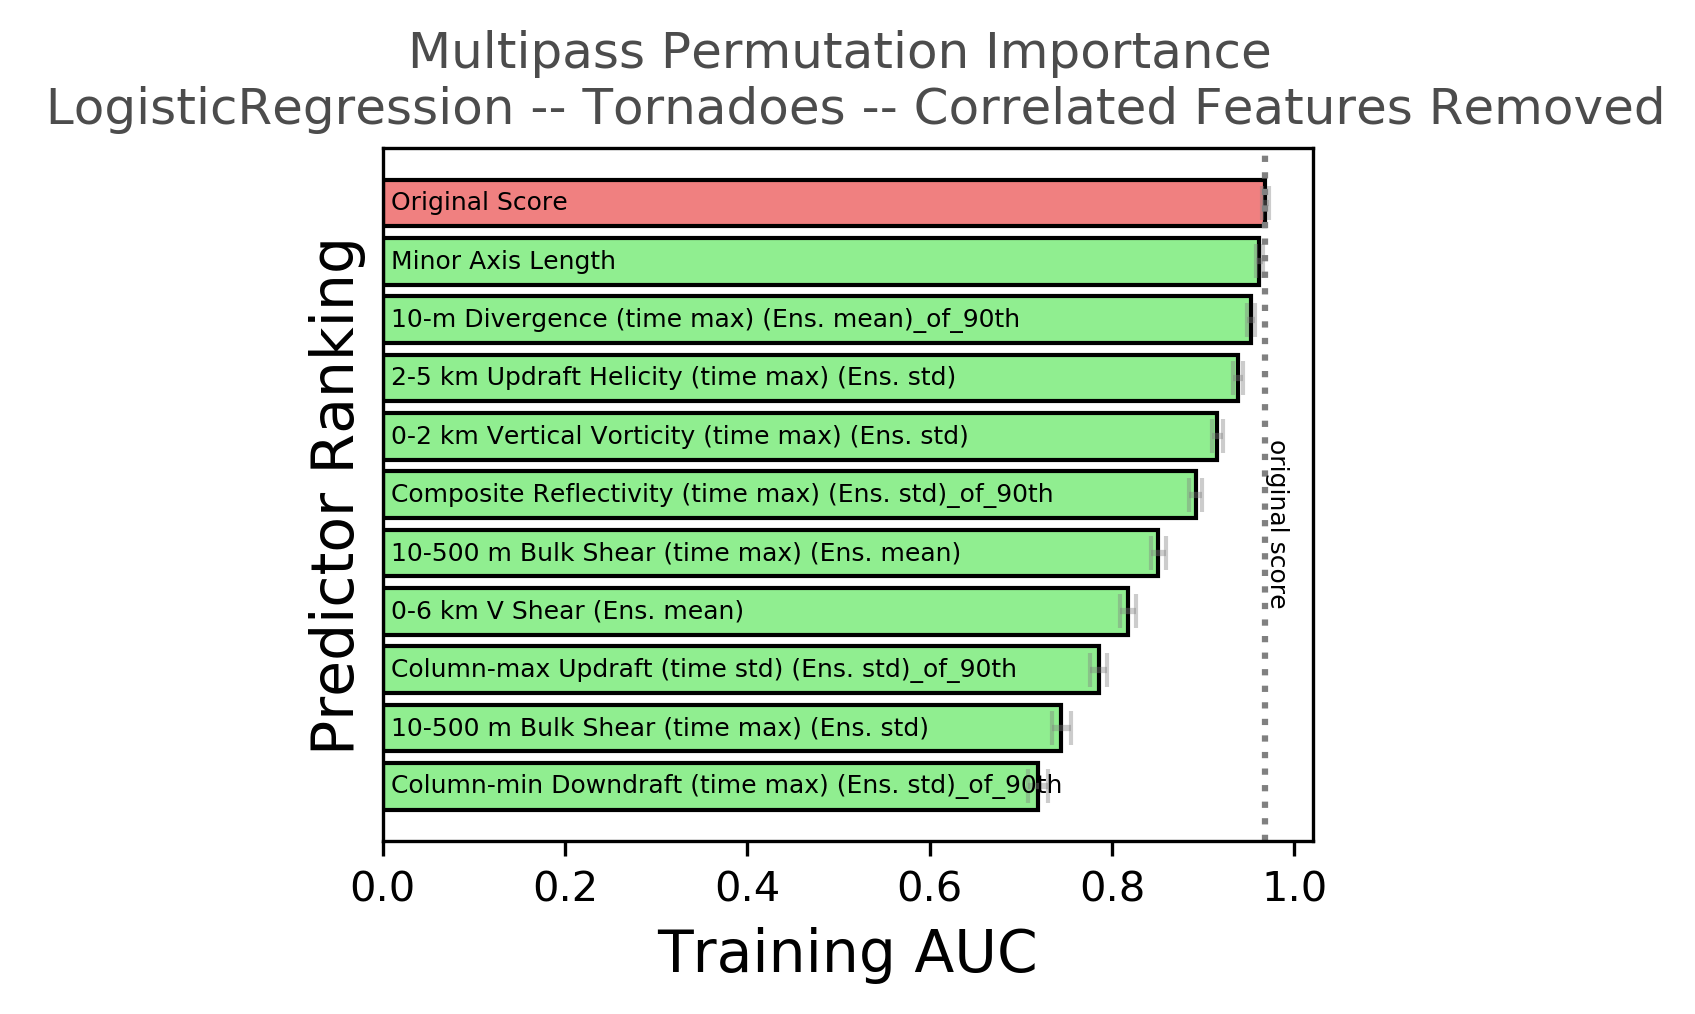 Multipass Permutation Importance
LogisticRegression -- Tornadoes -- Correlated Features Removed
Predictor Ranking
Original Score
Minor Axis Length
10-m Divergence (time max) (Ens. mean)_of_90th
2-5 km Updraft Helicity (time max) (Ens. std)
0-2 km Vertical Vorticity (time max) (Ens. std)
Composite Reflectivity (time max) (Ens. std)_of_90th
10-500 m Bulk Shear (time max) (Ens. mean)
0-6 km V Shear (Ens. mean)
Column-max Updraft (time std) (Ens. std)_of_90th
10-500 m Bulk Shear (time max) (Ens. std)
Column-min Downdraft (time max) (Ens. std)_of_90th
original score
0.0 0.2 0.4 0.6 0.8 1.0
Training AUC